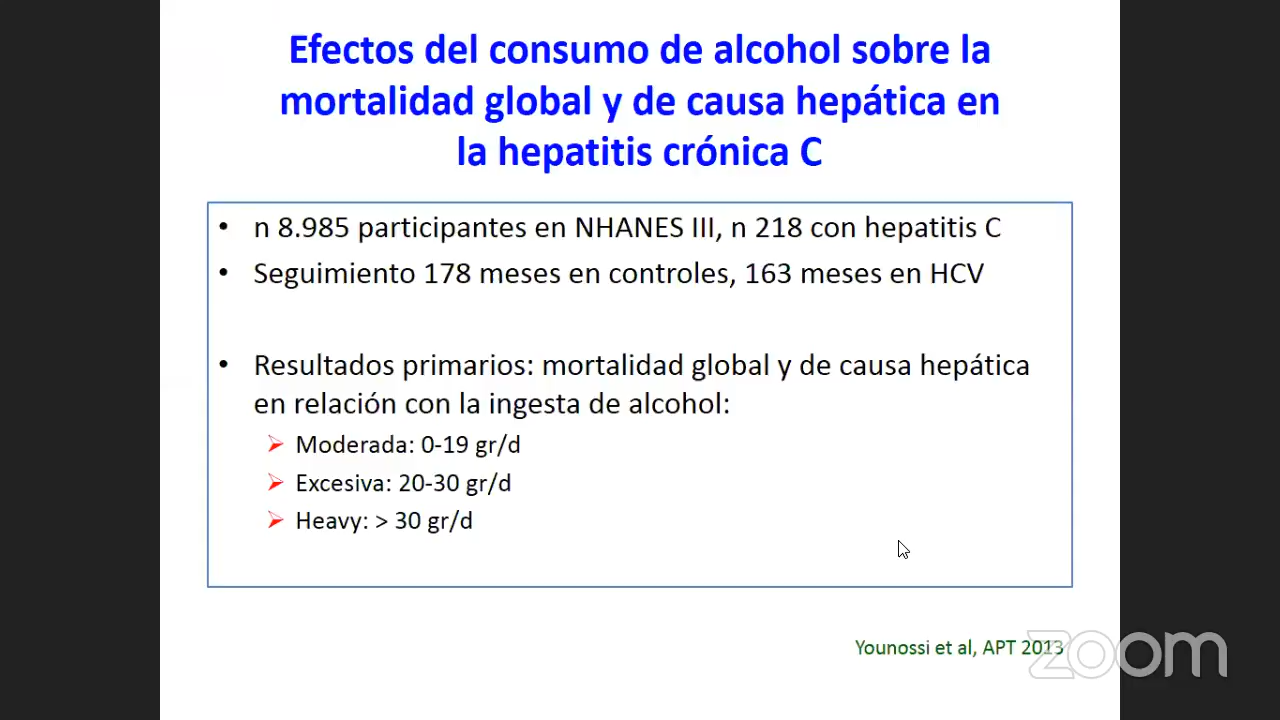 Efectos del consumo de alcohol sobre la
mortalidad global y de causa hepática en
la hepatitis crónica C
• n 8.985 participantes en NHANES III, n 218 con hepatitis C
• Seguimiento 178 meses en controles, 163 meses en HCV
• Resultados primarios: mortalidad global y de causa hepática
en relación con la ingesta de alcohol:
Moderada: 0-19 gr/d
Excesiva: 20-30 gr/d
Heavy: > 30 gr/d
Younossi et al, APT 2013
zoom